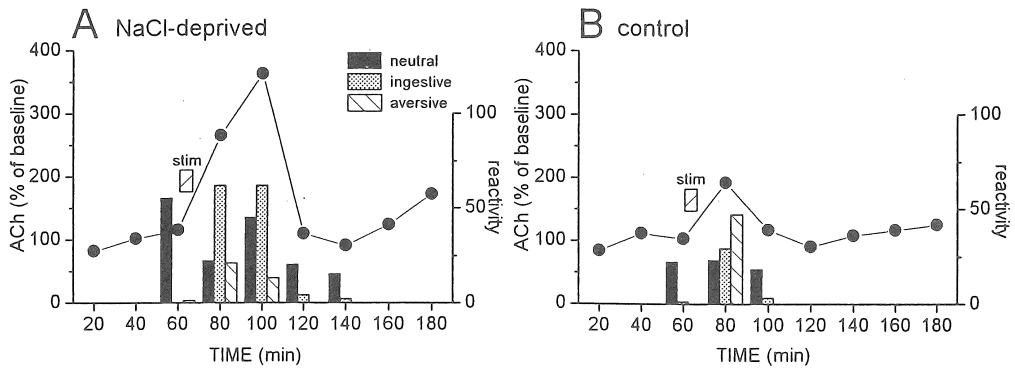 A NaCl-deprived
400
300
200
100
0
ACh (% of baseline)
neutral
ingestive
aversive
stim
100
50
0
reactivity
20 40 60 80 100 120 140 160 180
TIME (min)
B control
400
300
200
100
0
ACh (% of baseline)
stim
100
50
0
reactivity
20 40 60 80 100 120 140 160 180
TIME (min)